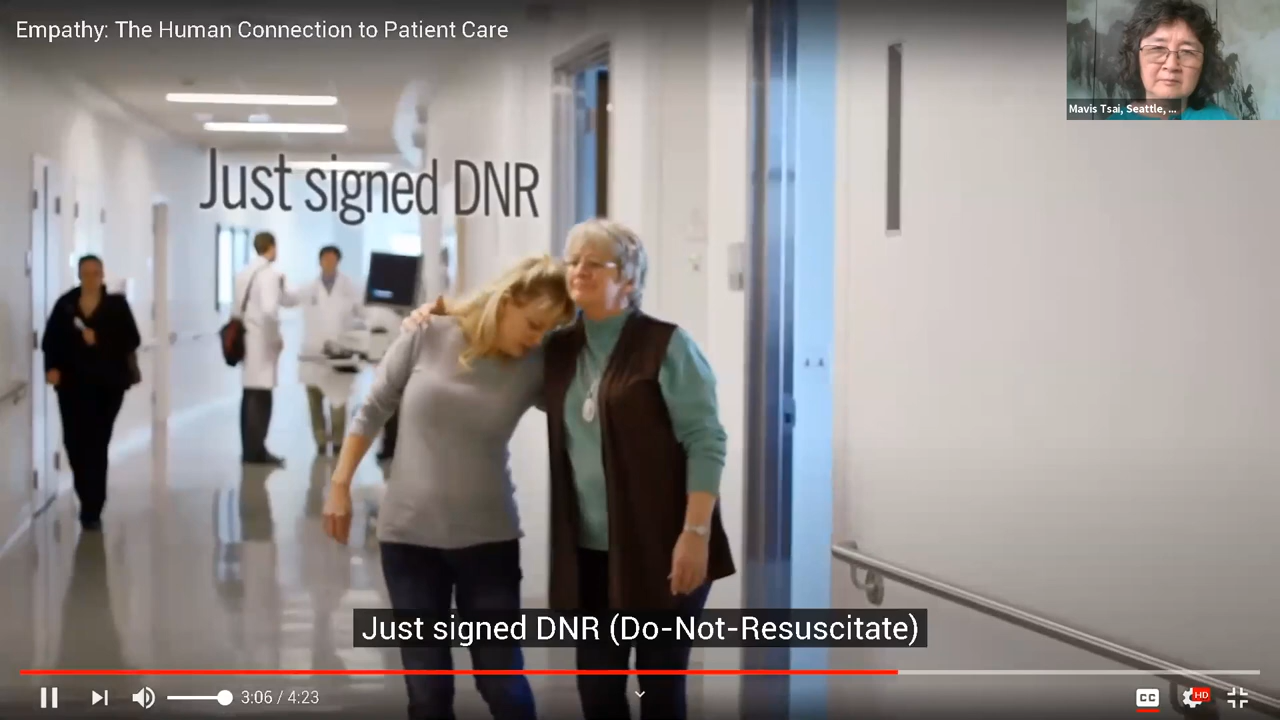 Empathy: The Human Connection to Patient Care
Mavis Tsai, Seattle, ...
Just signed DNR
Just signed DNR (Do-Not-Resuscitate)
3:06 / 4:23
CC
HD